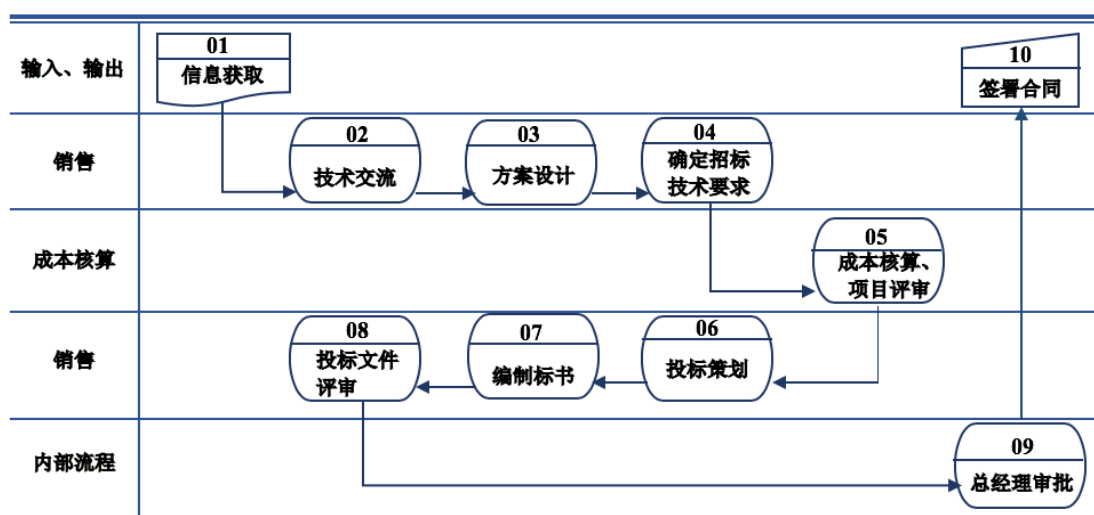 输入、输出
01
信息获取
10
签署合同
销售
02
技术交流
03
方案设计
04
确定招标
技术要求
成本核算
05
成本核算、
项目评审
销售
08
投标文件
评审
07
编制标书
06
投标策划
内部流程
09
总经理审批